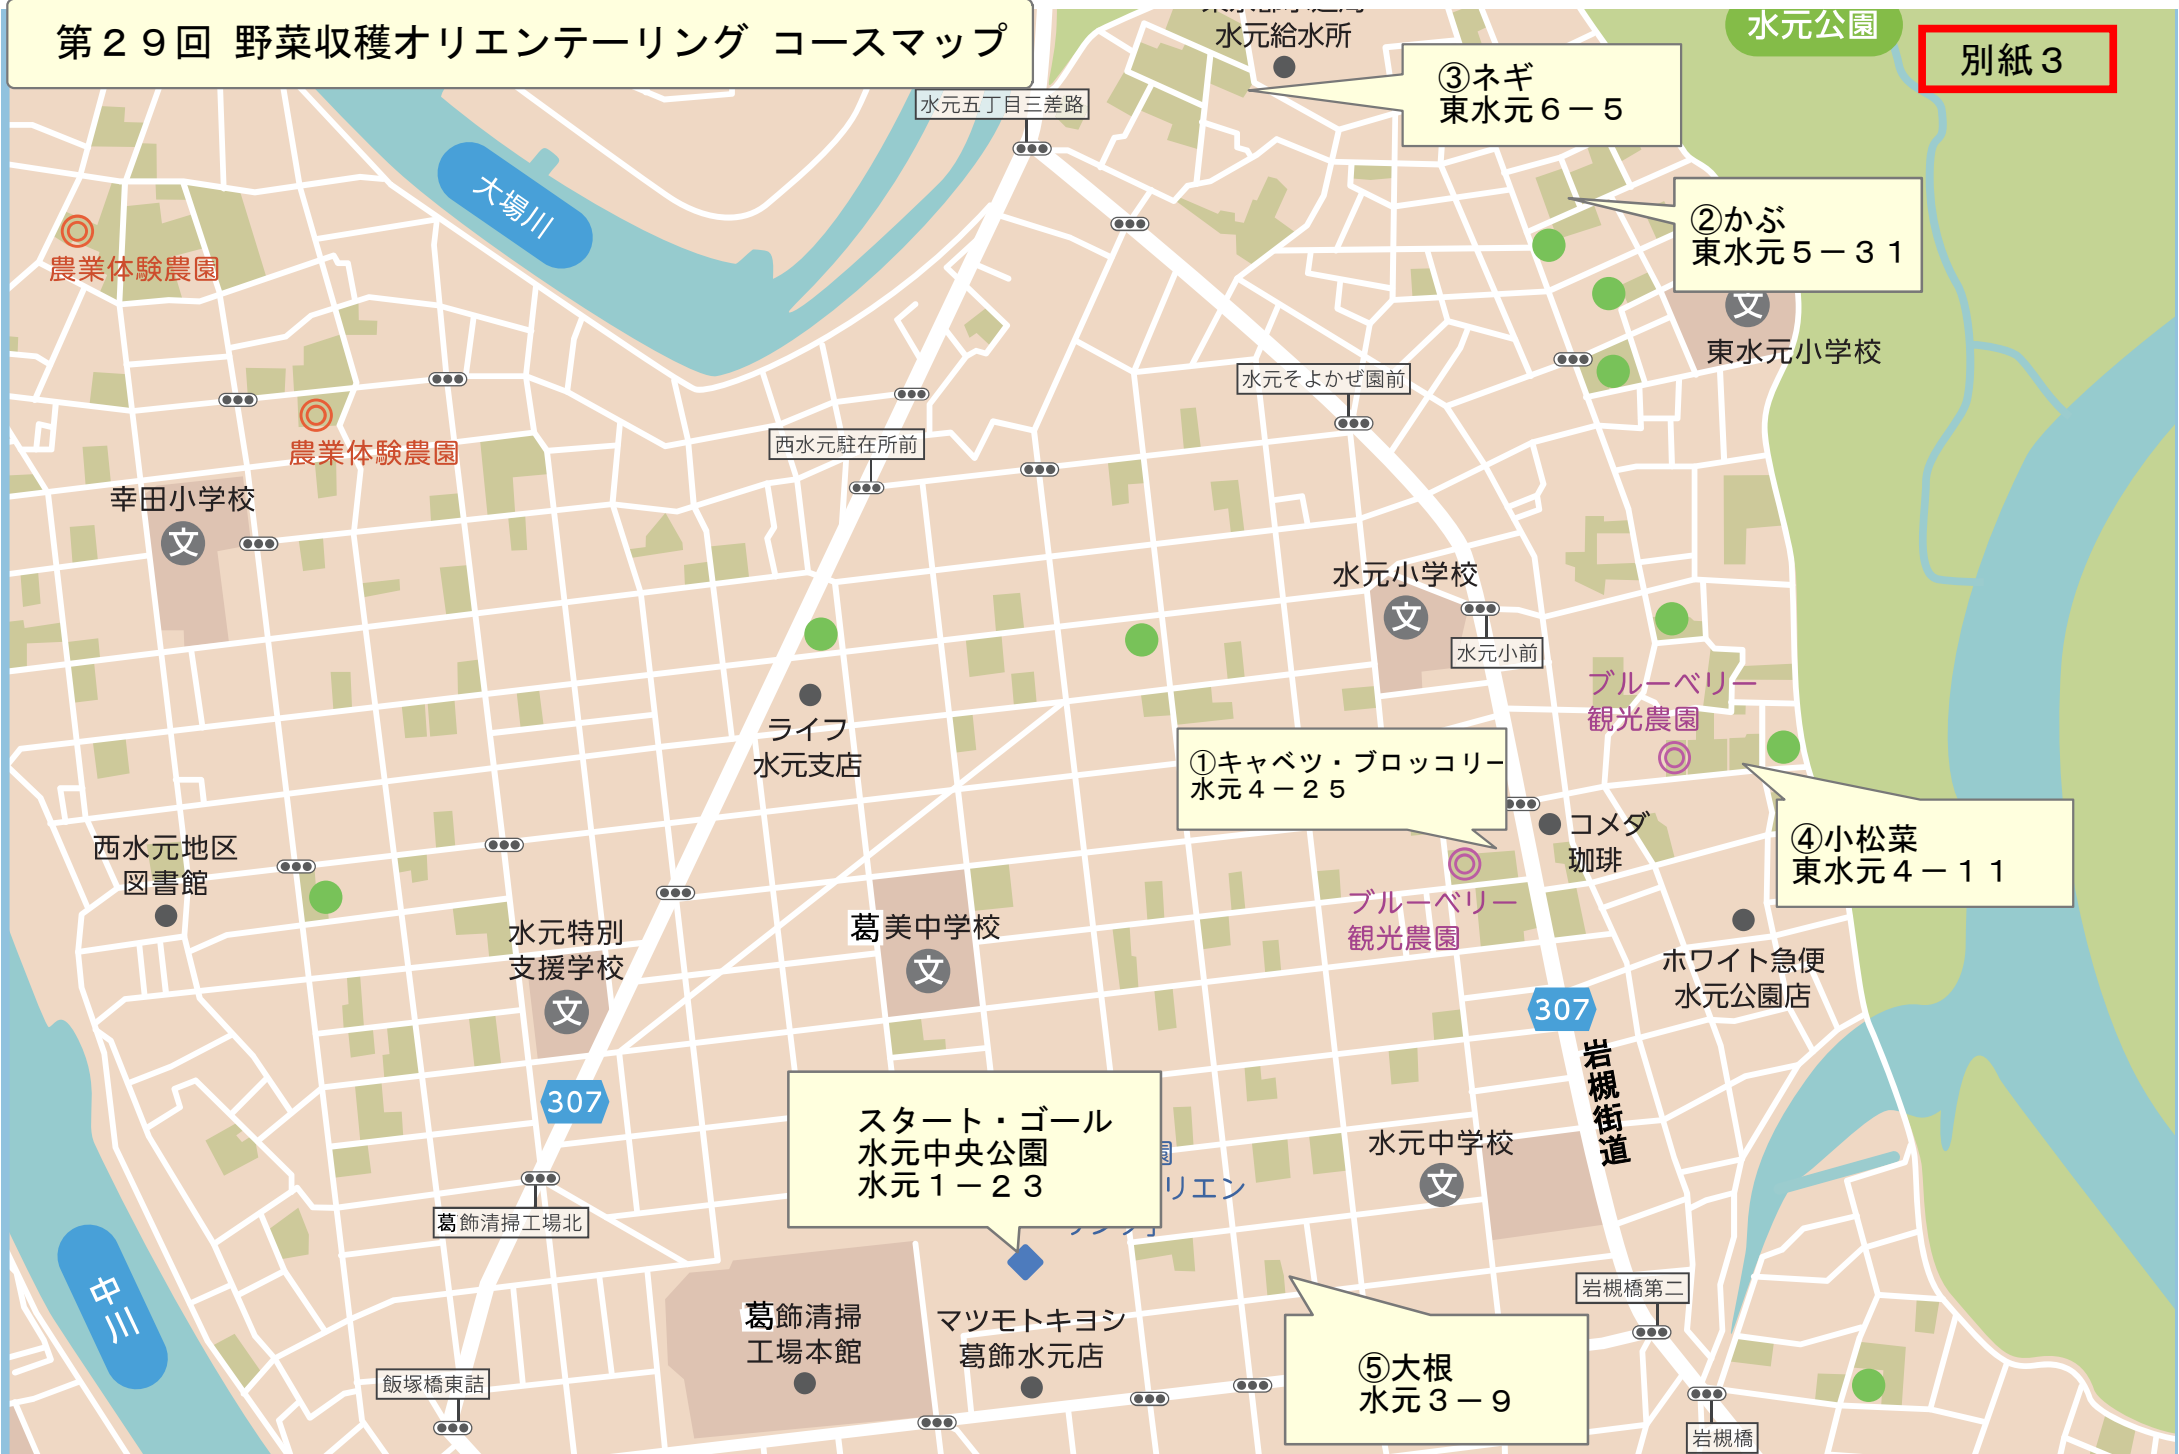 第２９回 野菜収穫オリエンテーリング コースマップ
別紙３
水元公園
水元給水所
③ネギ
東水元６－５
水元五丁目三差路
大場川
②かぶ
東水元５－３１
農業体験農園
東水元小学校
文
水元そよかぜ園前
農業体験農園
西水元駐在所前
幸田小学校
文
水元小学校
文
水元小前
ブルーベリー
観光農園
ライフ
水元支店
①キャベツ・ブロッコリー
水元４－２５
コメダ
珈琲
④小松菜
東水元４－１１
西水元地区
図書館
ブルーベリー
観光農園
水元特別
支援学校
文
葛美中学校
文
ホワイト急便
水元公園店
307
岩槻街道
307
スタート・ゴール
水元中央公園
水元１－２３
園
リエン
水元中学校
文
葛飾清掃工場北
中川
葛飾清掃
工場本館
マツモトキヨシ
葛飾水元店
岩槻橋第二
⑤大根
水元３－９
飯塚橋東詰
岩槻橋